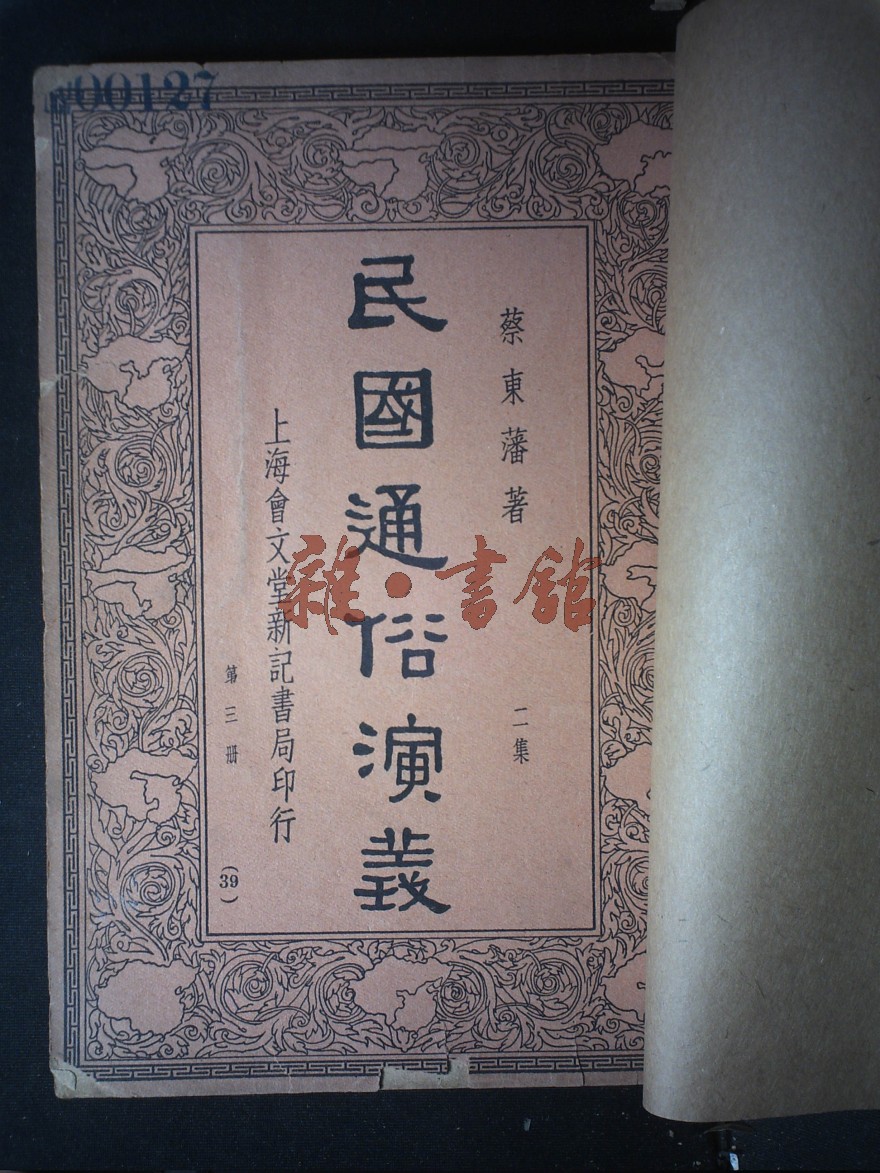 00127
蔡東藩著
二集
民國通俗演義
上海會文堂新記書局印行
第三册
(39)
雜·書館